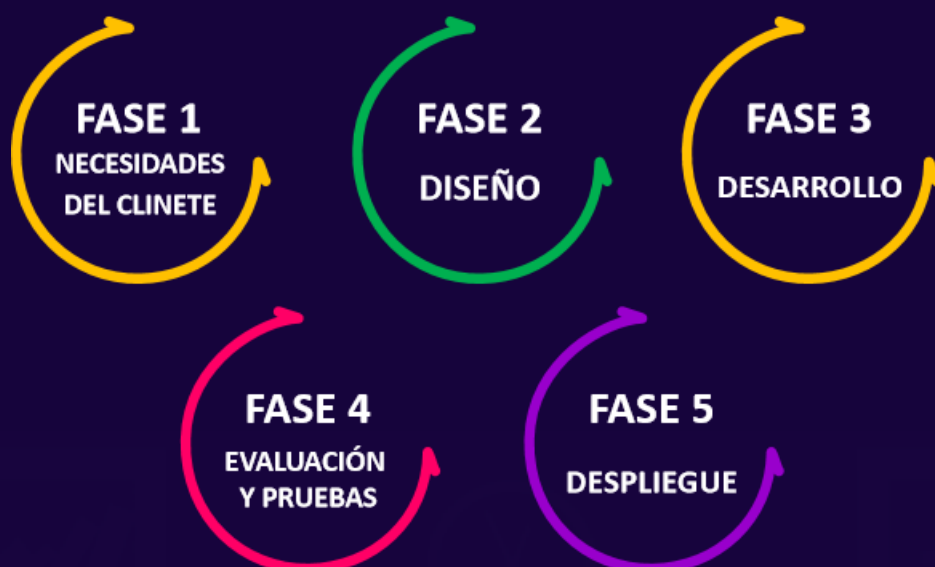 FASE 1
NECESIDADES
DEL CLINETE
FASE 2
DISEÑO
FASE 3
DESARROLLO
FASE 4
EVALUACIÓN
Y PRUEBAS
FASE 5
DESPLIEGUE